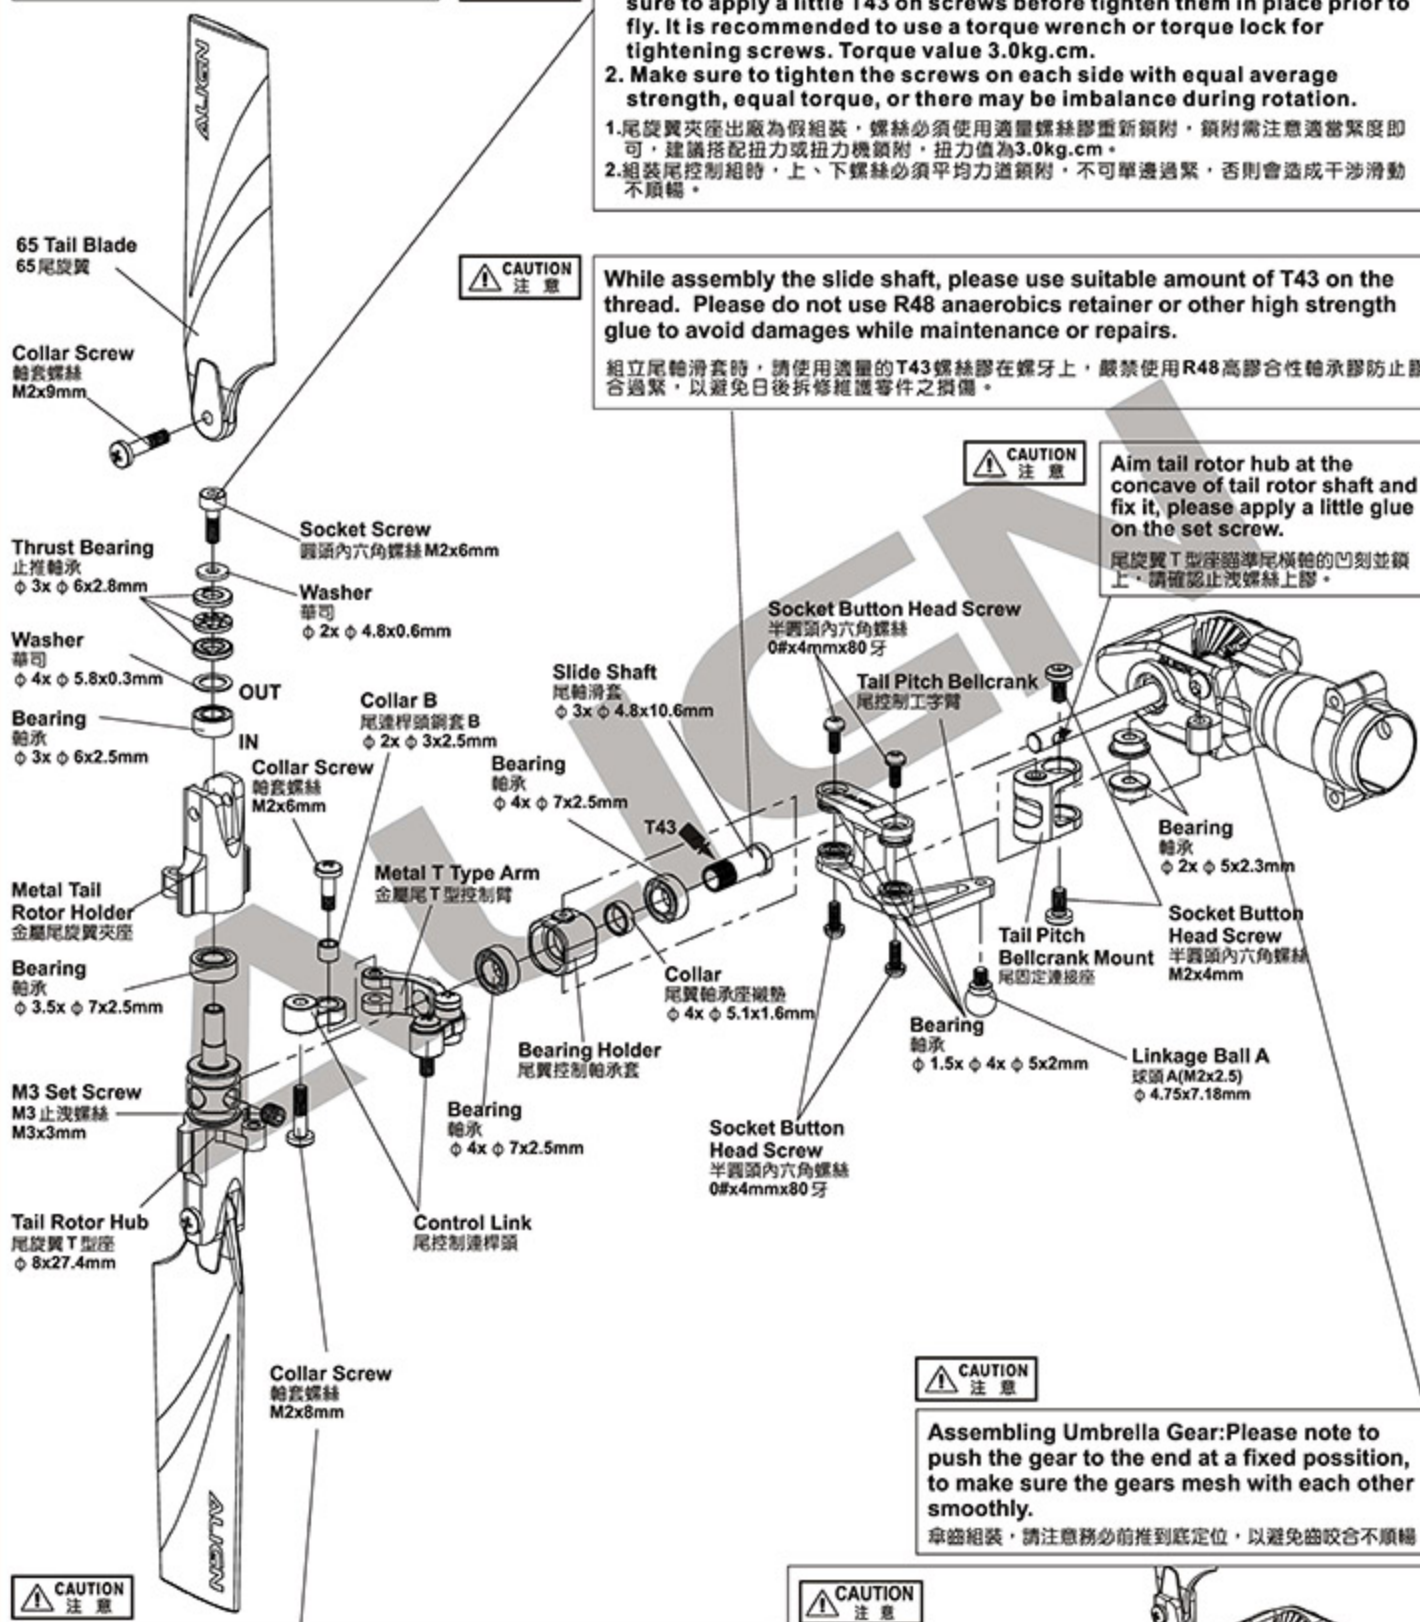 sure to apply a little T43 on screws before tighten them in place prior to
fly. It is recommended to use a torque wrench or torque lock for
tightening screws. Torque value 3.0kg.cm.
2. Make sure to tighten the screws on each side with equal average
strength, equal torque, or there may be imbalance during rotation.
1.尾旋翼夾座出廠為假組裝，螺絲必須使用適量螺絲膠重新鎖附，鎖附需注意適當緊度即
可，建議搭配扭力或扭力機鎖附，扭力值為3.0kg.cm。
2.組裝尾控制組時，上、下螺絲必須平均力道鎖附，不可單邊過緊，否則會造成干涉滑動
不順暢。
ALIGN
65 Tail Blade
65尾旋翼
CAUTION
注 意
While assembly the slide shaft, please use suitable amount of T43 on the
thread. Please do not use R48 anaerobics retainer or other high strength
glue to avoid damages while maintenance or repairs.
組立尾軸滑套時，請使用適量的T43螺絲膠在螺牙上，嚴禁使用R48高膠合性軸承膠防止膠
合過緊，以避免日後拆修維護零件之損傷。
Collar Screw
軸套螺絲
M2x9mm
CAUTION
注 意
Aim tail rotor hub at the
concave of tail rotor shaft and
fix it, please apply a little glue
on the set screw.
尾旋翼T型座瞄準尾橫軸的凹刻並鎖
上，請確認止洩螺絲上膠。
Socket Screw
圓頭內六角螺絲M2x6mm
Thrust Bearing
止推軸承
φ 3x φ 6x2.8mm
Washer
華司
φ 2x φ 4.8x0.6mm
Washer
華司
φ 4x φ 5.8x0.3mm
OUT
Bearing
軸承
φ 3x φ 6x2.5mm
IN
Collar B
尾連桿頭銅套B
φ 2x φ 3x2.5mm
Collar Screw
軸套螺絲
M2x6mm
Slide Shaft
尾軸滑套
φ 3x φ 4.8x10.6mm
Bearing
軸承
φ 4x φ 7x2.5mm
T43
Socket Button Head Screw
半圓頭內六角螺絲
0#x4mmx80牙
Tail Pitch Bellcrank
尾控制工字臂
Bearing
軸承
φ 2x φ 5x2.3mm
Metal T Type Arm
金屬尾T型控制臂
Metal Tail
Rotor Holder
金屬尾旋翼夾座
Socket Button
Head Screw
半圓頭內六角螺絲
M2x4mm
Tail Pitch
Bellcrank Mount
尾固定連接座
Bearing
軸承
φ 3.5x φ 7x2.5mm
Collar
尾翼軸承座襯墊
φ 4x φ 5.1x1.6mm
Bearing
軸承
φ 1.5x φ 4x φ 5x2mm
Bearing Holder
尾翼控制軸承套
Linkage Ball A
球頭A(M2x2.5)
φ 4.75x7.18mm
M3 Set Screw
M3止洩螺絲
M3x3mm
Bearing
軸承
φ 4x φ 7x2.5mm
Socket Button
Head Screw
半圓頭內六角螺絲
0#x4mmx80牙
Tail Rotor Hub
尾旋翼T型座
φ 8x27.4mm
Control Link
尾控制連桿頭
Collar Screw
軸套螺絲
M2x8mm
ALIGN
CAUTION
注 意
Assembling Umbrella Gear:Please note to
push the gear to the end at a fixed possition,
to make sure the gears mesh with each other
smoothly.
傘齒組裝，請注意務必前推到底定位，以避免齒咬合不順暢
CAUTION
注 意
CAUTION
注 意
ALIGN